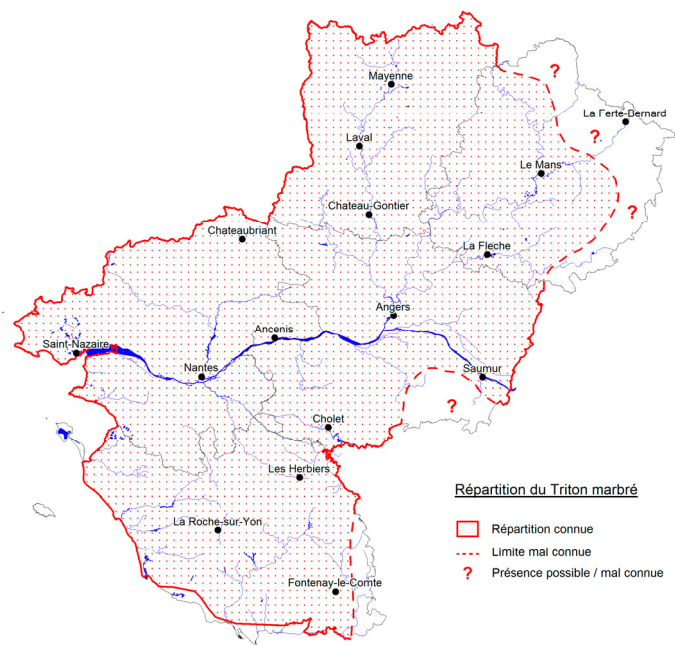 ?
Mayenne
La Ferte-Bernard
?
Laval
Le Mans
Chateau-Gontier
?
Chateaubriant
La Fleche
Angers
Ancenis
Saint-Nazaire
Nantes
Saumur
?
Cholet
Les Herbiers
La Roche-sur-Yon
Fontenay-le-Comte
Répartition du Triton marbré
Répartition connue
Limite mal connue
? Présence possible / mal connue